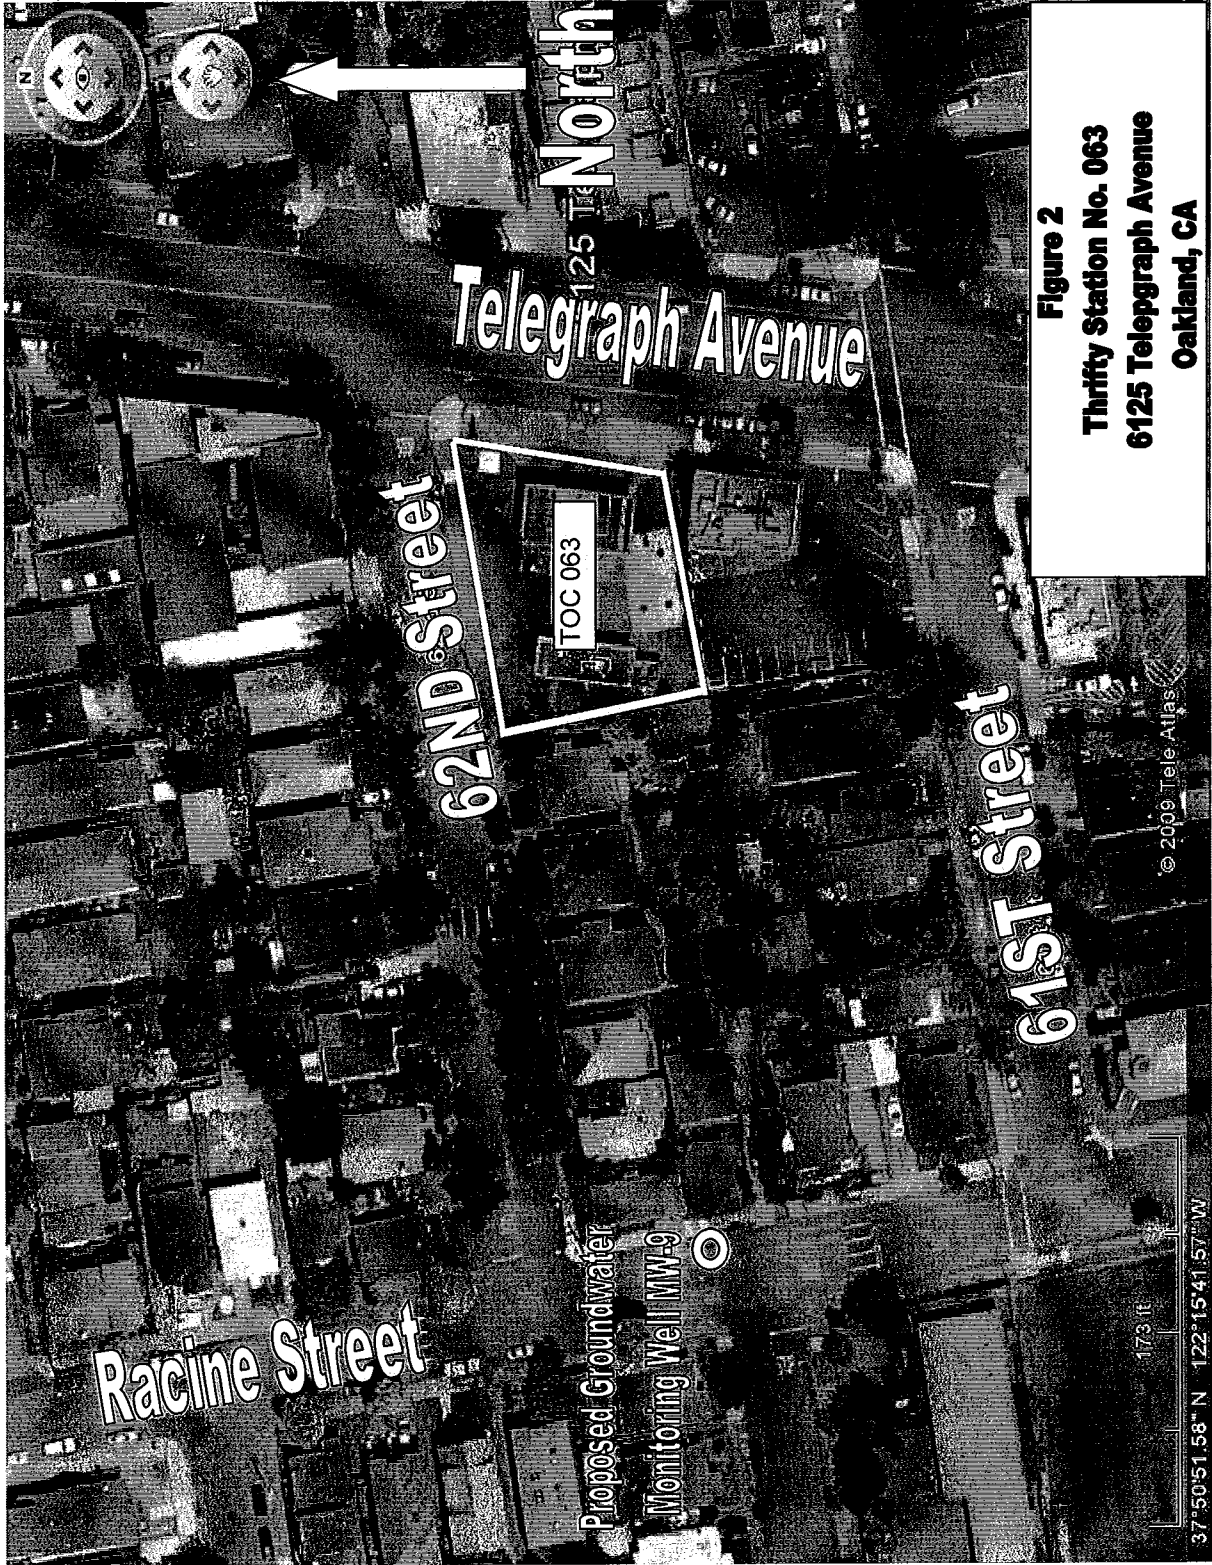 N
North
Racine Street
62ND Street
Telegraph Avenue
TOC 063
Proposed Groundwater
Monitoring Well MW-9
61ST Street
173 ft
© 2009 Tele Atlas
37°50'51.58" N 122°15'41.57" W
Figure 2
Thrifty Station No. 063
6125 Telepgraph Avenue
Oakland, CA